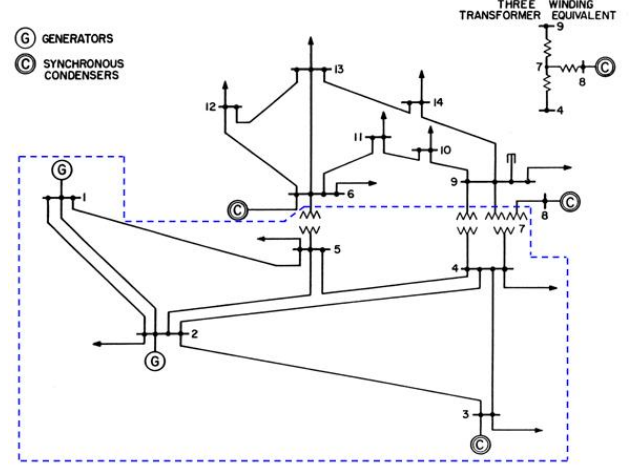 THREE WINDING
TRANSFORMER EQUIVALENT
9
G GENERATORS
C SYNCHRONOUS
CONDENSERS
7
C
8
4
13
12
14
11
10
G
1
9
C
6
8
C
7
5
4
2
G
3
C